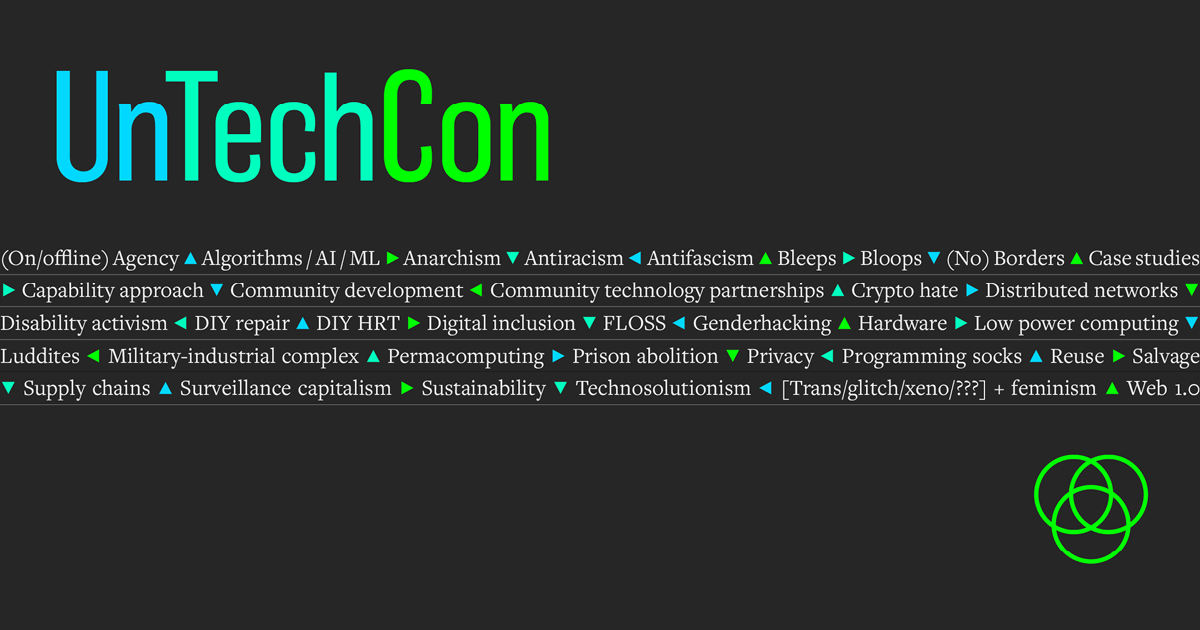 UnTechCon
(On/offline) Agency ▲ Algorithms / AI / ML ▶ Anarchism ▼ Antiracism ◀ Antifascism ▲ Bleeps ▶ Bloops ▼ (No) Borders ▲ Case studies
▶ Capability approach ▼ Community development ◀ Community technology partnerships ▲ Crypto hate ▶ Distributed networks ▼
Disability activism ◀ DIY repair ▲ DIY HRT ▶ Digital inclusion ▼ FLOSS ◀ Genderhacking ▲ Hardware ▶ Low power computing ▼
Luddites ◀ Military-industrial complex ▲ Permacomputing ▶ Prison abolition ▼ Privacy ◀ Programming socks ▲ Reuse ▶ Salvage
▼ Supply chains ▲ Surveillance capitalism ▶ Sustainability ▼ Technosolutionism ◀ [Trans/glitch/xeno/???] + feminism ▲ Web 1.0